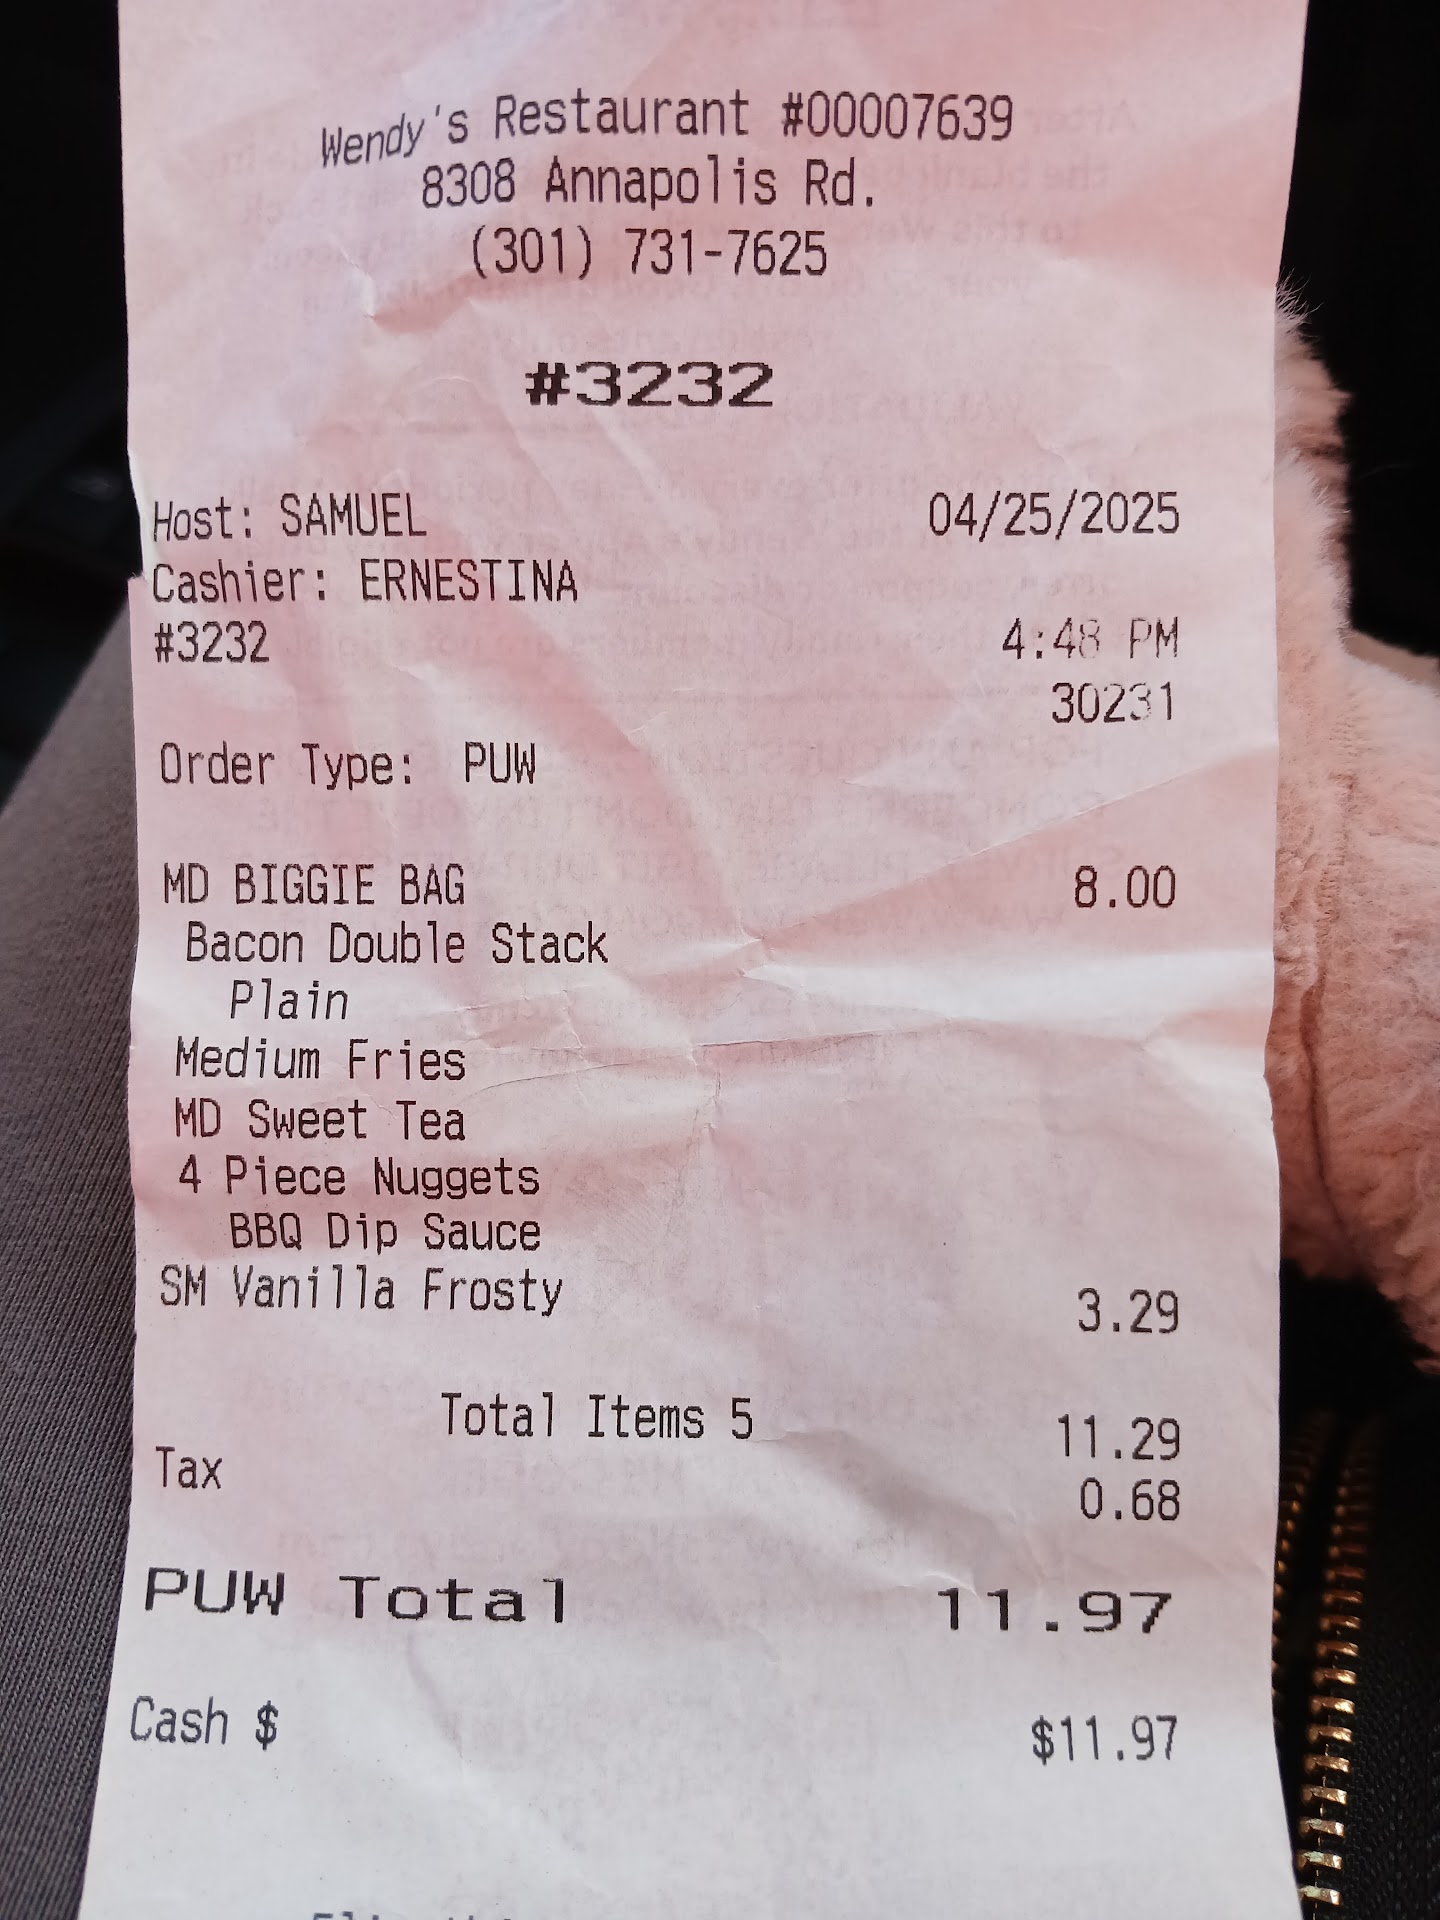 Wendy's Restaurant #00007639
8308 Annapolis Rd.
(301) 731-7625
#3232
Host: SAMUEL 04/25/2025
Cashier: ERNESTINA
#3232 4:48 PM
30231
Order Type: PUW
MD BIGGIE BAG 8.00
Bacon Double Stack
Plain
Medium Fries
MD Sweet Tea
4 Piece Nuggets
BBQ Dip Sauce
SM Vanilla Frosty 3.29
Total Items 5 11.29
Tax 0.68
PUW Total 11.97
Cash $ $11.97